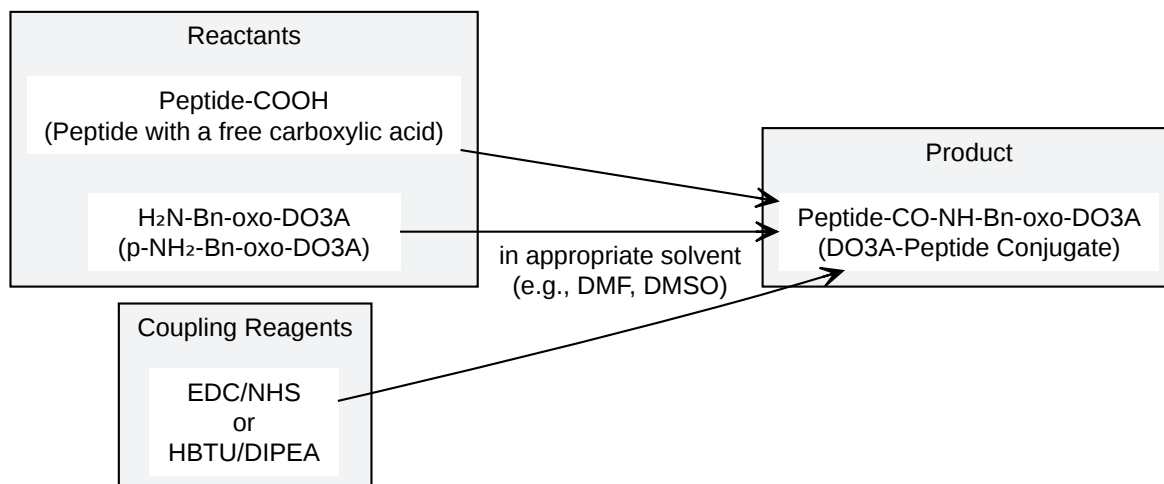 Reactants
Peptide-COOH
(Peptide with a free carboxylic acid)
H₂N-Bn-oxo-DO3A
(p-NH₂-Bn-oxo-DO3A)
in appropriate solvent
(e.g., DMF, DMSO)
Product
Peptide-CO-NH-Bn-oxo-DO3A
(DO3A-Peptide Conjugate)
Coupling Reagents
EDC/NHS
or
HBTU/DIPEA